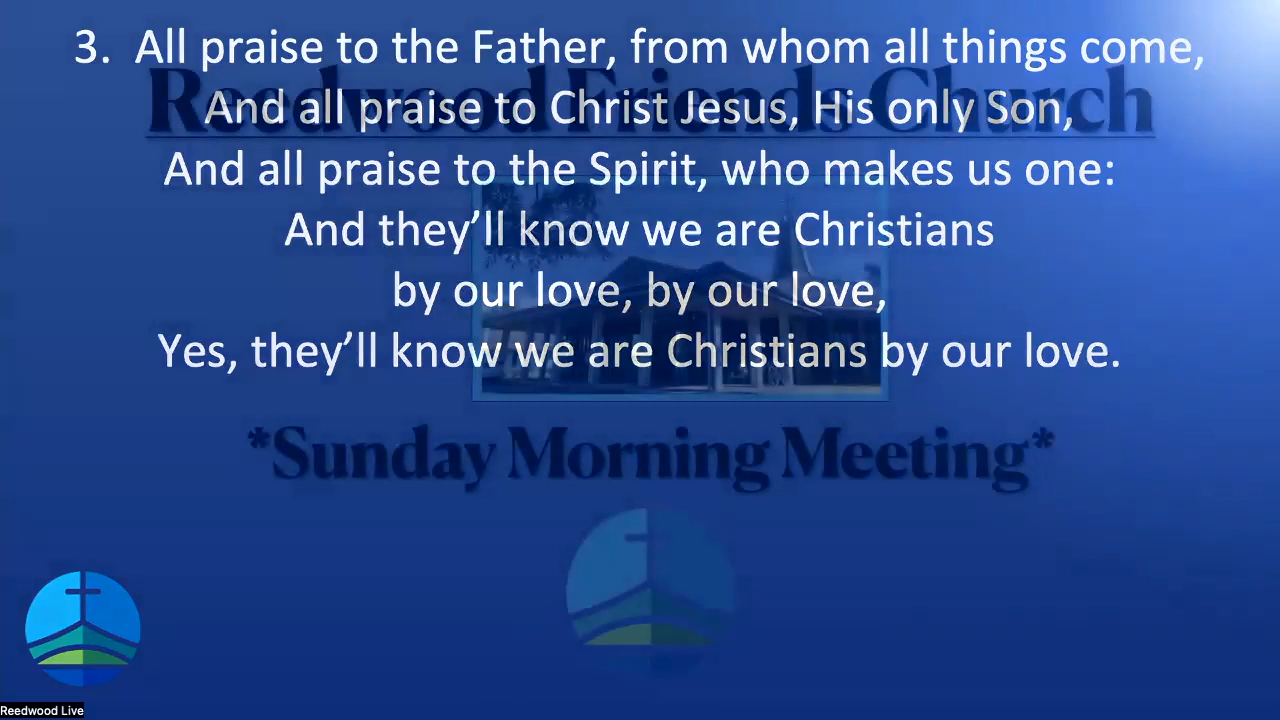 3. All praise to the Father, from whom all things come,
Reedwood Friends Church
And all praise to Christ Jesus, His only Son,
And all praise to the Spirit, who makes us one:
And they’ll know we are Christians
by our love, by our love,
Yes, they’ll know we are Christians by our love.
*Sunday Morning Meeting*
Reedwood Live